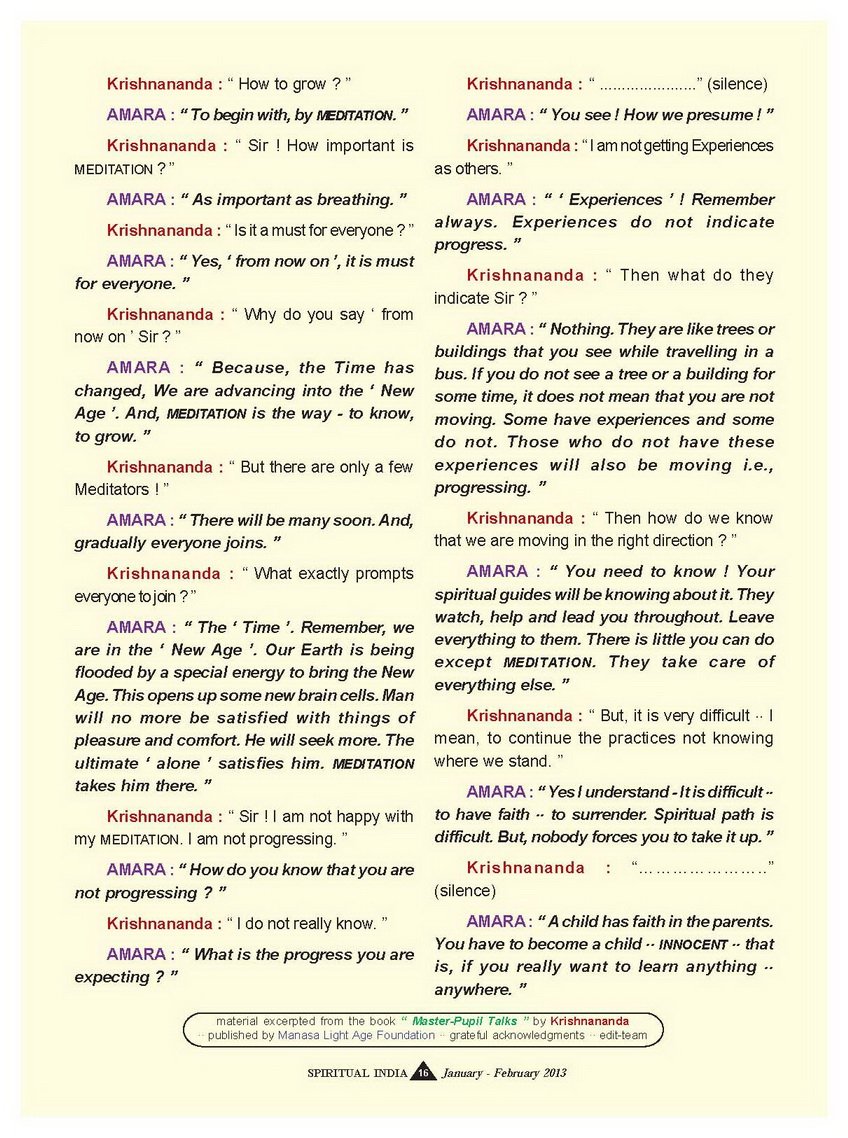 Krishnananda : “ How to grow ? ”
AMARA : “ To begin with, by MEDITATION. ”
Krishnananda : “ Sir ! How important is
MEDITATION ? ”
AMARA : “ As important as breathing. ”
Krishnananda : “ Is it a must for everyone ? ”
AMARA : “ Yes, ‘ from now on ’, it is must
for everyone. ”
Krishnananda : “ Why do you say ‘ from
now on ’ Sir ? ”
AMARA : “ Because, the Time has
changed, We are advancing into the ‘ New
Age ’. And, MEDITATION is the way - to know,
to grow. ”
Krishnananda : “ But there are only a few
Meditators ! ”
AMARA : “ There will be many soon. And,
gradually everyone joins. ”
Krishnananda : “ What exactly prompts
everyone to join ? ”
AMARA : “ The ‘ Time ’. Remember, we
are in the ‘ New Age ’. Our Earth is being
flooded by a special energy to bring the New
Age. This opens up some new brain cells. Man
will no more be satisfied with things of
pleasure and comfort. He will seek more. The
ultimate ‘ alone ’ satisfies him. MEDITATION
takes him there. ”
Krishnananda : “ Sir ! I am not happy with
my MEDITATION. I am not progressing. ”
AMARA : “ How do you know that you are
not progressing ? ”
Krishnananda : “ I do not really know. ”
AMARA : “ What is the progress you are
expecting ? ”
Krishnananda : “ ...................... ” (silence)
AMARA : “ You see ! How we presume ! ”
Krishnananda : “ I am not getting Experiences
as others. ”
AMARA : “ ‘ Experiences ’ ! Remember
always. Experiences do not indicate
progress. ”
Krishnananda : “ Then what do they
indicate Sir ? ”
AMARA : “ Nothing. They are like trees or
buildings that you see while travelling in a
bus. If you do not see a tree or a building for
some time, it does not mean that you are not
moving. Some have experiences and some
do not. Those who do not have these
experiences will also be moving i.e.,
progressing. ”
Krishnananda : “ Then how do we know
that we are moving in the right direction ? ”
AMARA : “ You need to know ! Your
spiritual guides will be knowing about it. They
watch, help and lead you throughout. Leave
everything to them. There is little you can do
except MEDITATION. They take care of
everything else. ”
Krishnananda : “ But, it is very difficult ·· I
mean, to continue the practices not knowing
where we stand. ”
AMARA : “ Yes I understand - It is difficult ··
to have faith ·· to surrender. Spiritual path is
difficult. But, nobody forces you to take it up. ”
Krishnananda : “……………………..”
(silence)
AMARA : “ A child has faith in the parents.
You have to become a child ·· INNOCENT ·· that
is, if you really want to learn anything ··
anywhere. ”
material excerpted from the book “ Master-Pupil Talks ” by Krishnananda
·· published by Manasa Light Age Foundation ·· grateful acknowledgments ·· edit-team
SPIRITUAL INDIA 16 January - February 2013